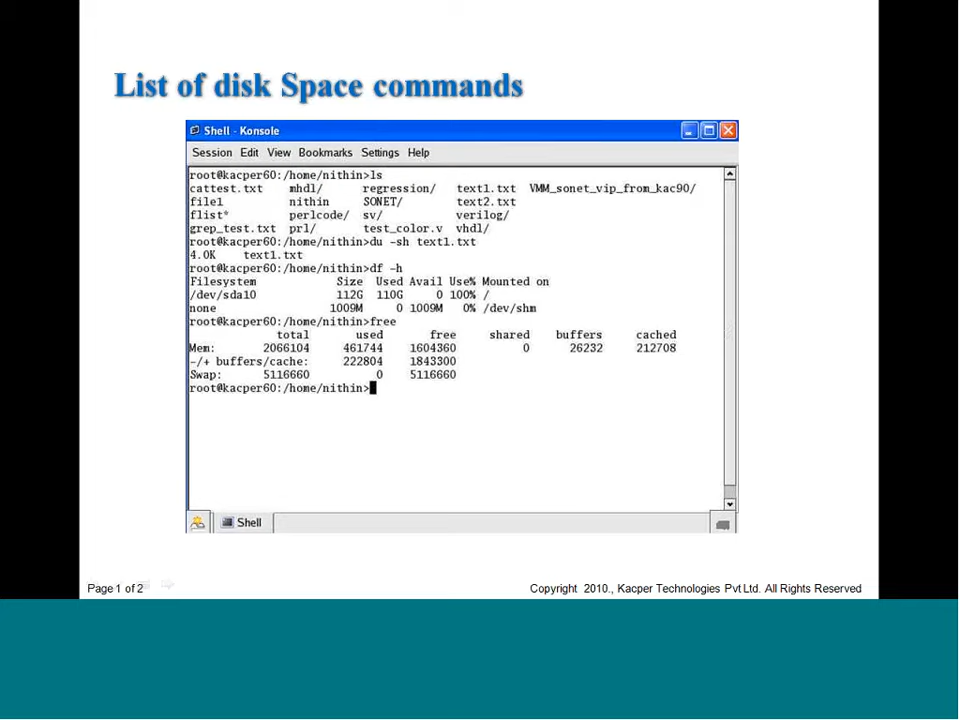 List of disk Space commands
Shell - Konsole
Session Edit View Bookmarks Settings Help
root@kacper60:/home/nithin>ls
cattest.txt mhdl/ regression/ text1.txt VMM_sonet_vip_from_kac90/
file1 nithin SONET/ text2.txt
flist* perlcode/ sv/ verilog/
grep_test.txt prl/ test_color.v vhdl/
root@kacper60:/home/nithin>du -sh text1.txt
4.0K text1.txt
root@kacper60:/home/nithin>df -h
Filesystem Size Used Avail Use% Mounted on
/dev/sda10 112G 110G 0 100% /
none 1009M 0 1009M 0% /dev/shm
root@kacper60:/home/nithin>free
total used free shared buffers cached
Mem: 2066104 461744 1604360 0 26232 212708
-/+ buffers/cache: 222804 1843300
Swap: 5116660 0 5116660
root@kacper60:/home/nithin>
Shell
Page 1 of 2
Copyright 2010., Kacper Technologies Pvt Ltd. All Rights Reserved